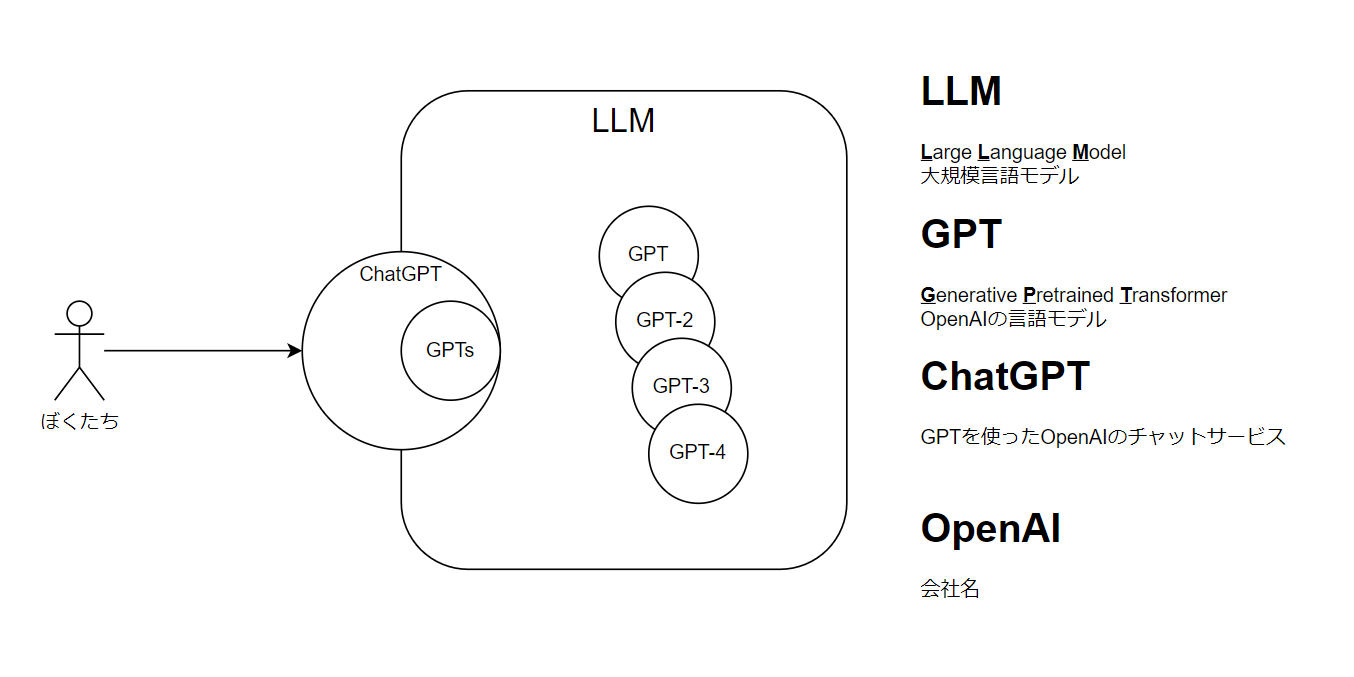 LLM
ChatGPT
GPTs
GPT
GPT-2
GPT-3
GPT-4
ぼくたち
LLM
Large Language Model
大規模言語モデル
GPT
Generative Pretrained Transformer
OpenAIの言語モデル
ChatGPT
GPTを使ったOpenAIのチャットサービス
OpenAI
会社名